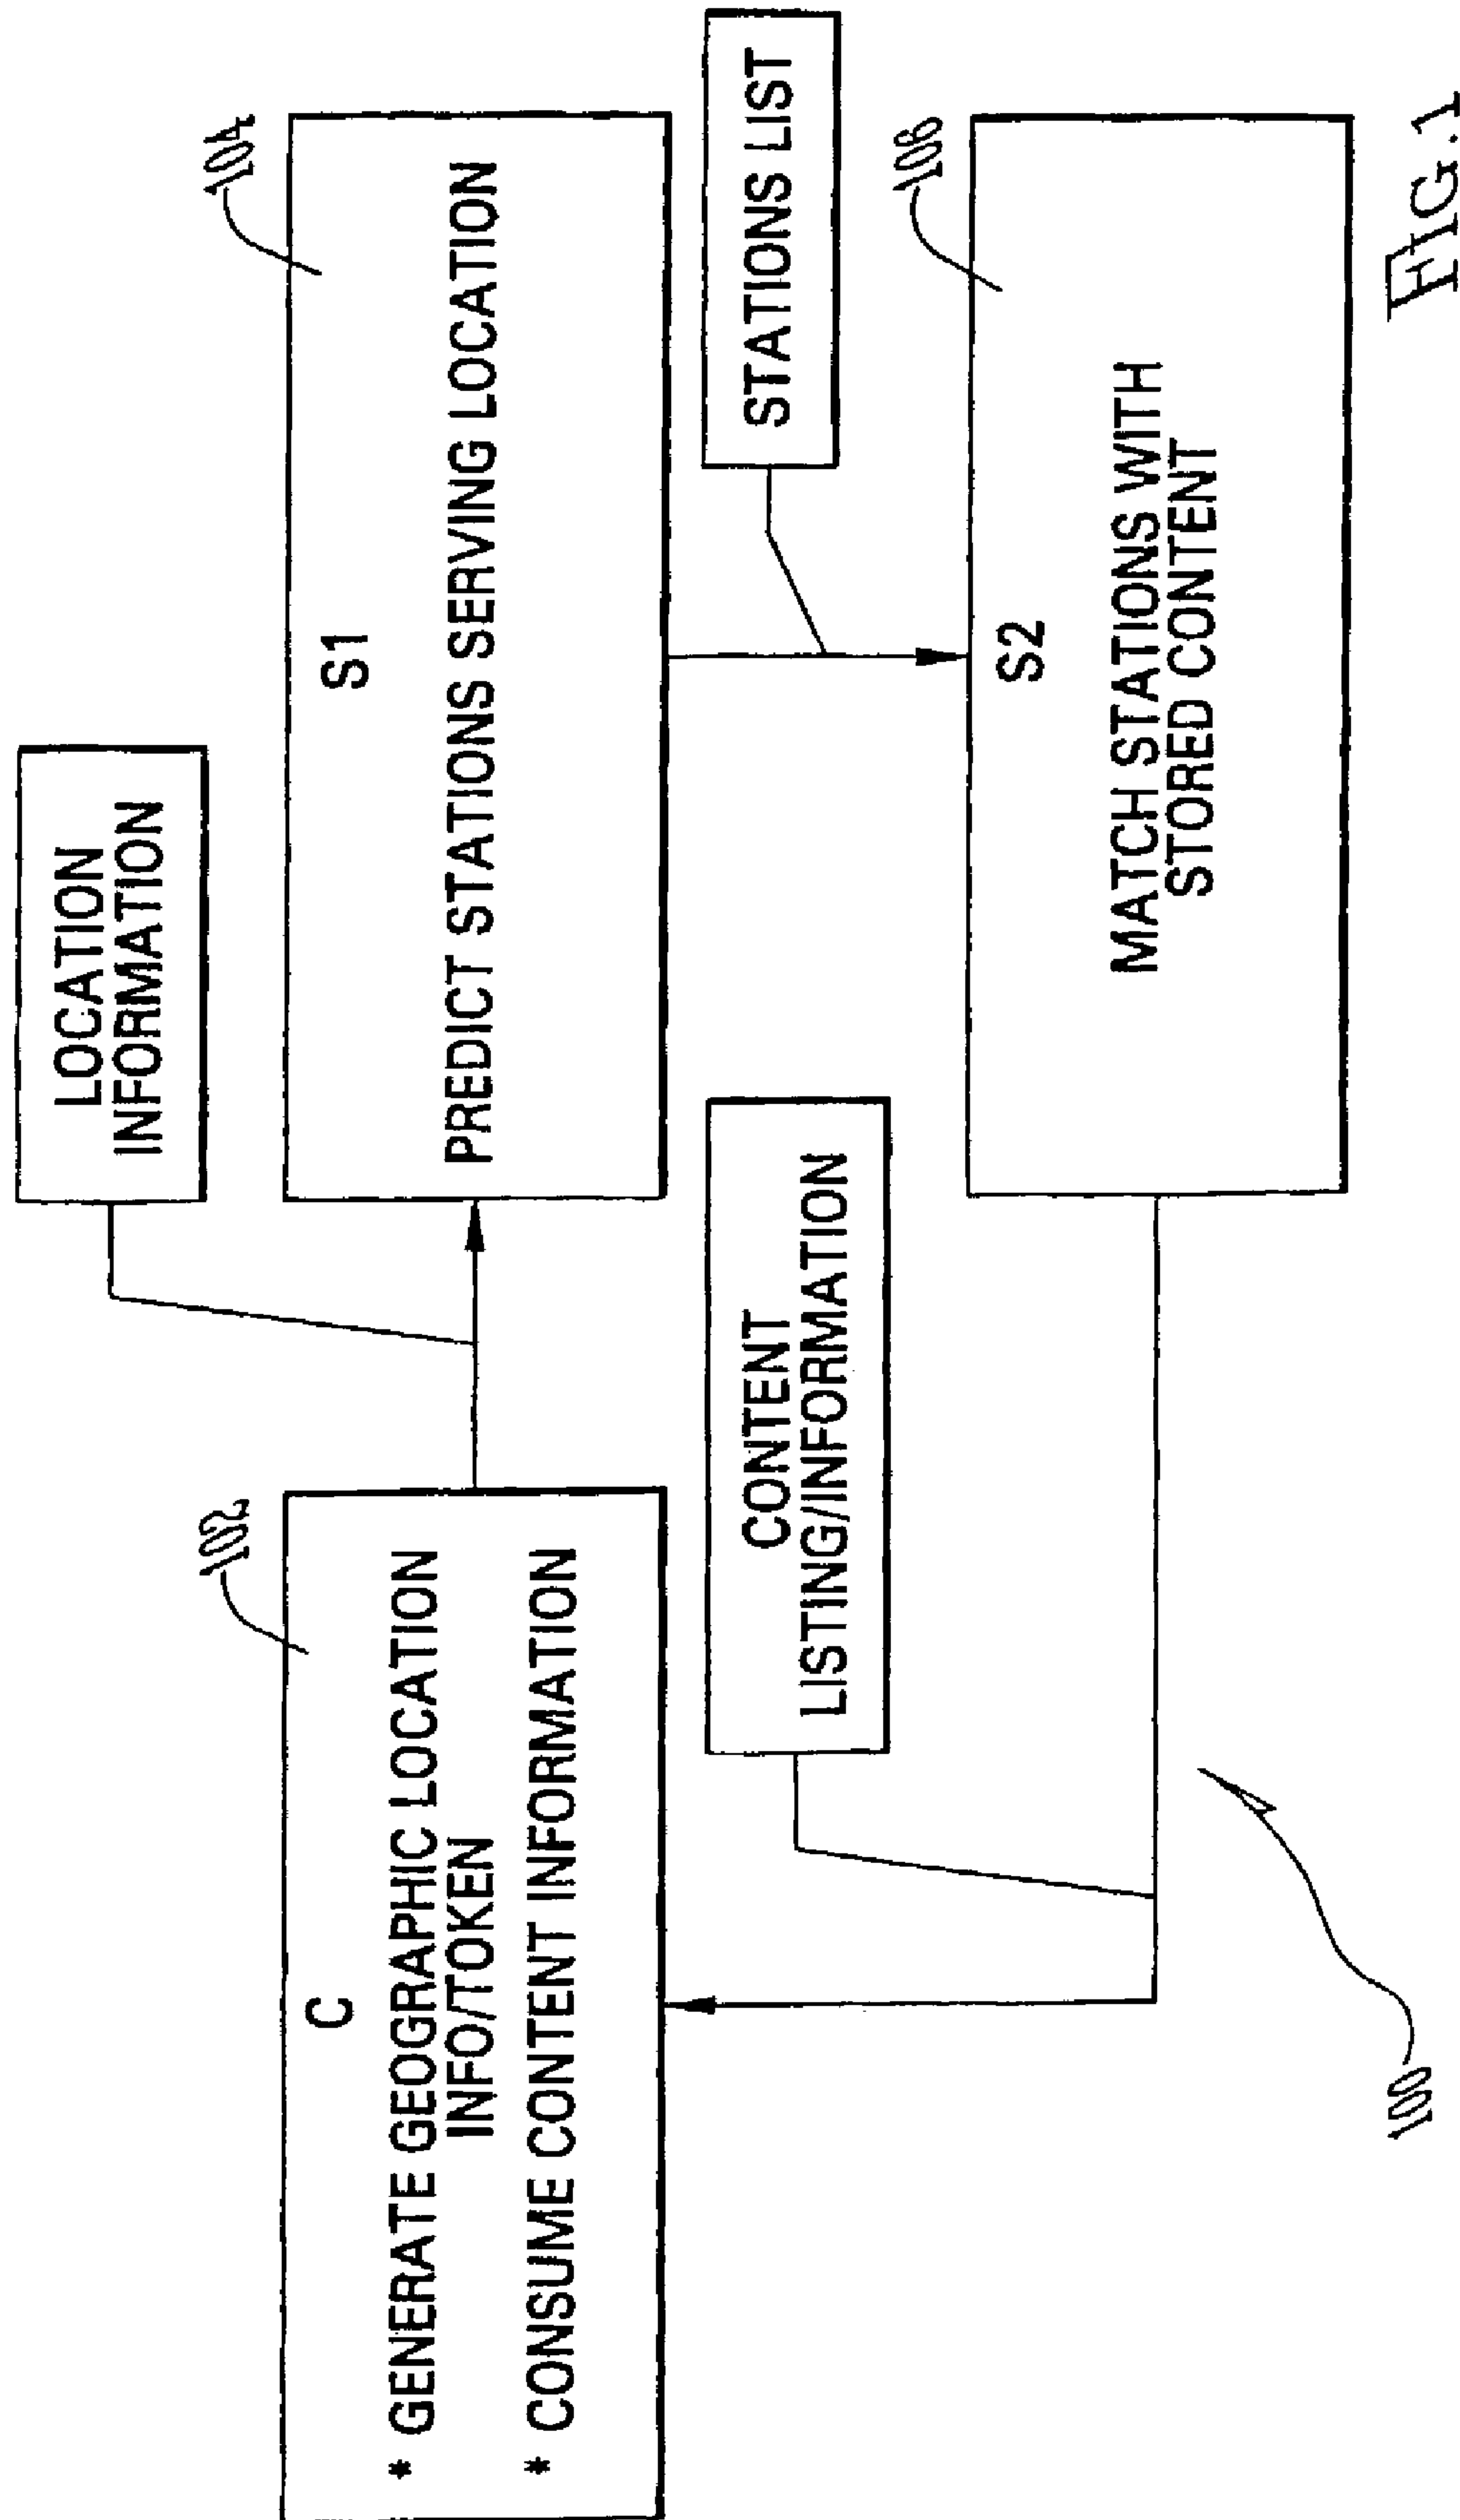 LOCATION
INFORMATION
102
104
C
* GENERATE GEOGRAPHIC LOCATION
INFO/TOKEN
* CONSUME CONTENT INFORMATION
S1
PREDICT STATIONS SERVING LOCATION
CONTENT
LISTING/INFORMATION
STATIONS LIST
106
S2
MATCH STATIONS WITH
STORED CONTENT
100
FIG.1